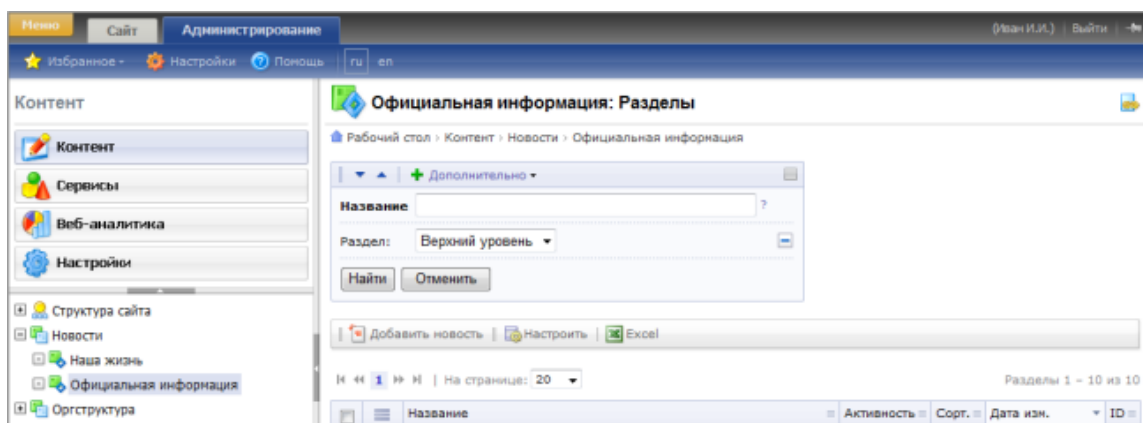 Меню Сайт Администрирование (Иван И.И.) Выйти
Избранное Настройки Помощь ru en
Контент
Контент
Сервисы
Веб-аналитика
Настройки
Структура сайта
Новости
Наша жизнь
Официальная информация
Оргструктура
Официальная информация: Разделы
Рабочий стол › Контент › Новости › Официальная информация
Дополнительно
Название ?
Раздел: Верхний уровень
Найти Отменить
Добавить новость Настроить Excel
1 | На странице: 20 Разделы 1 – 10 из 10
Название Активность Сорт. Дата изм. ID